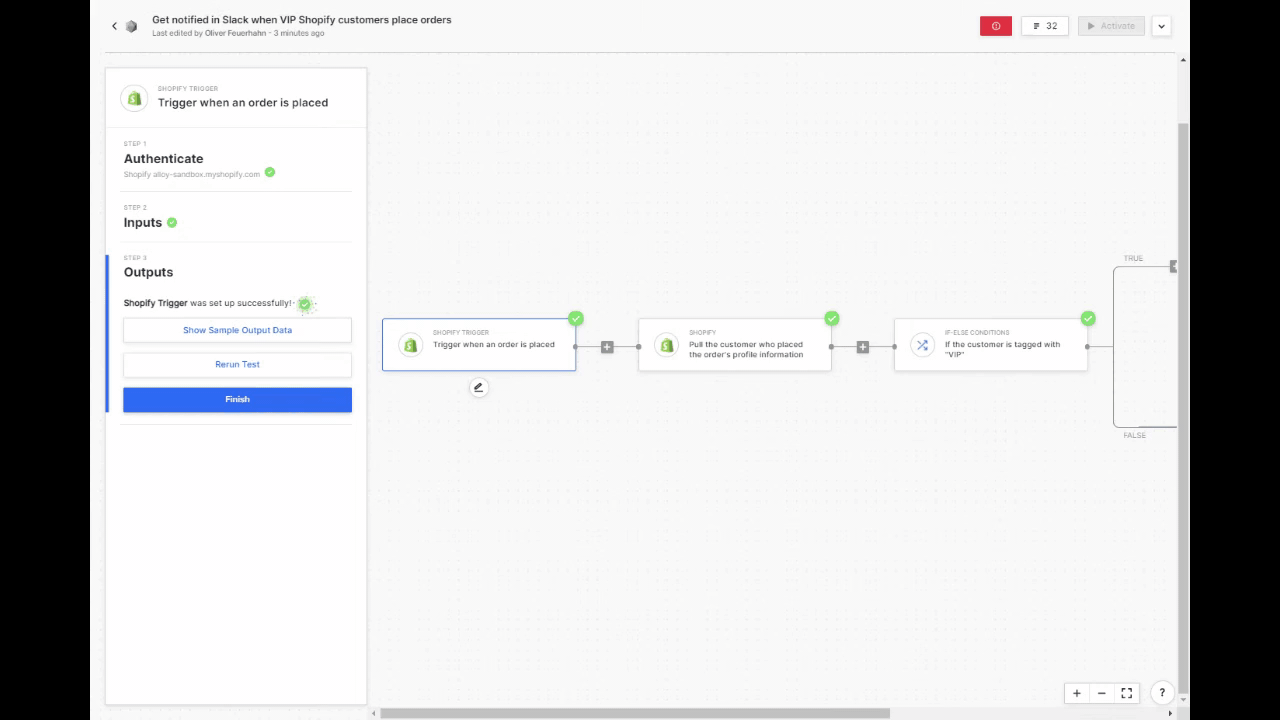 Get notified in Slack when VIP Shopify customers place orders
Last edited by Oliver Feuerhahn - 3 minutes ago
32
Activate
SHOPIFY TRIGGER
Trigger when an order is placed
STEP 1
Authenticate
Shopify alloy-sandbox.myshopify.com
STEP 2
Inputs
STEP 3
Outputs
Shopify Trigger was set up successfully!
Show Sample Output Data
Rerun Test
Finish
SHOPIFY TRIGGER
Trigger when an order is placed
SHOPIFY
Pull the customer who placed
the order's profile information
IF-ELSE CONDITIONS
If the customer is tagged with
"VIP"
TRUE
FALSE
?